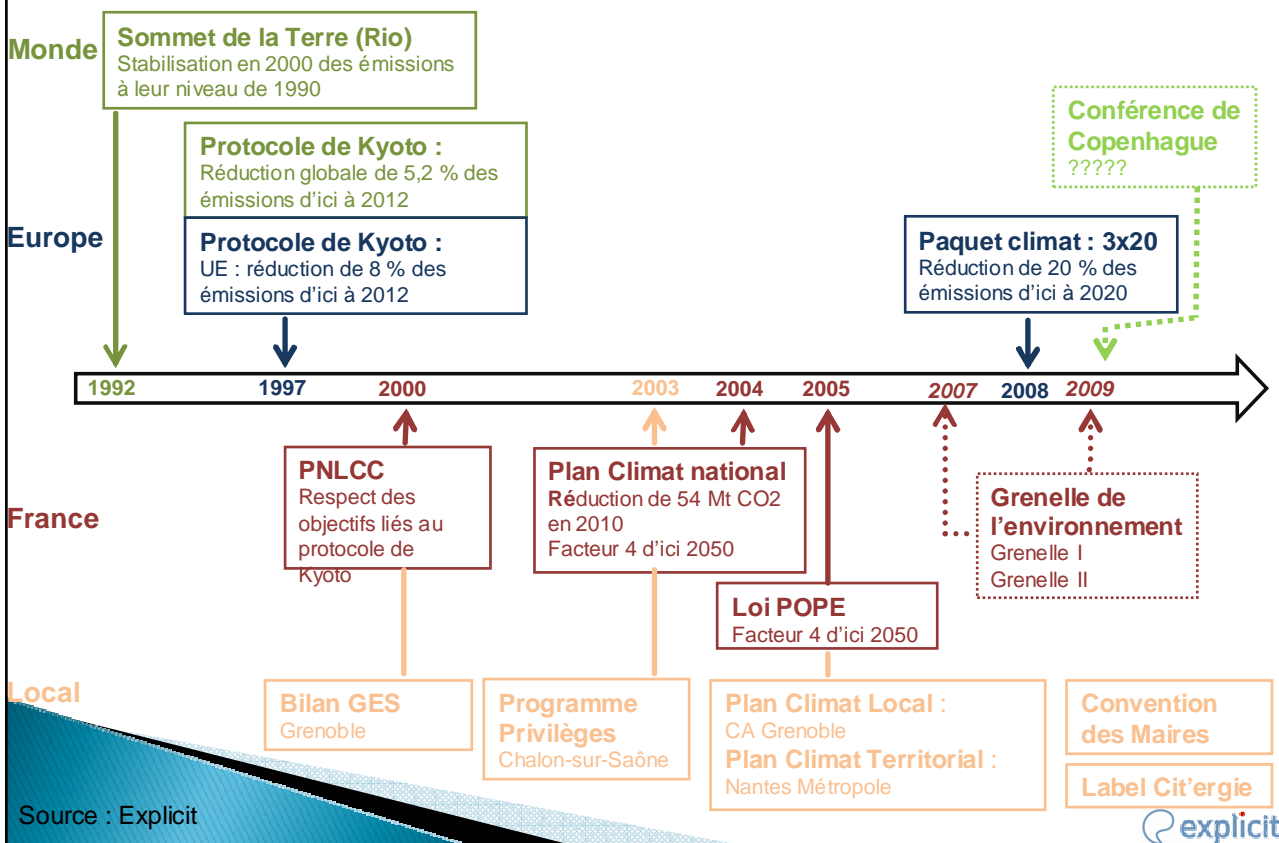 Monde
Sommet de la Terre (Rio)
Stabilisation en 2000 des émissions
à leur niveau de 1990
Conférence de
Copenhague
?????
Protocole de Kyoto :
Réduction globale de 5,2 % des
émissions d’ici à 2012
Europe
Protocole de Kyoto :
UE : réduction de 8 % des
émissions d’ici à 2012
Paquet climat : 3x20
Réduction de 20 % des
émissions d’ici à 2020
1992 1997 2000 2003 2004 2005 2007 2008 2009
France
PNLCC
Respect des
objectifs liés au
protocole de
Kyoto
Plan Climat national
Réduction de 54 Mt CO2
en 2010
Facteur 4 d’ici 2050
Loi POPE
Facteur 4 d’ici 2050
Grenelle de
l’environnement
Grenelle I
Grenelle II
Local
Bilan GES
Grenoble
Programme
Privilèges
Chalon-sur-Saône
Plan Climat Local :
CA Grenoble
Plan Climat Territorial :
Nantes Métropole
Convention
des Maires
Label Cit'ergie
Source : Explicit
explicit